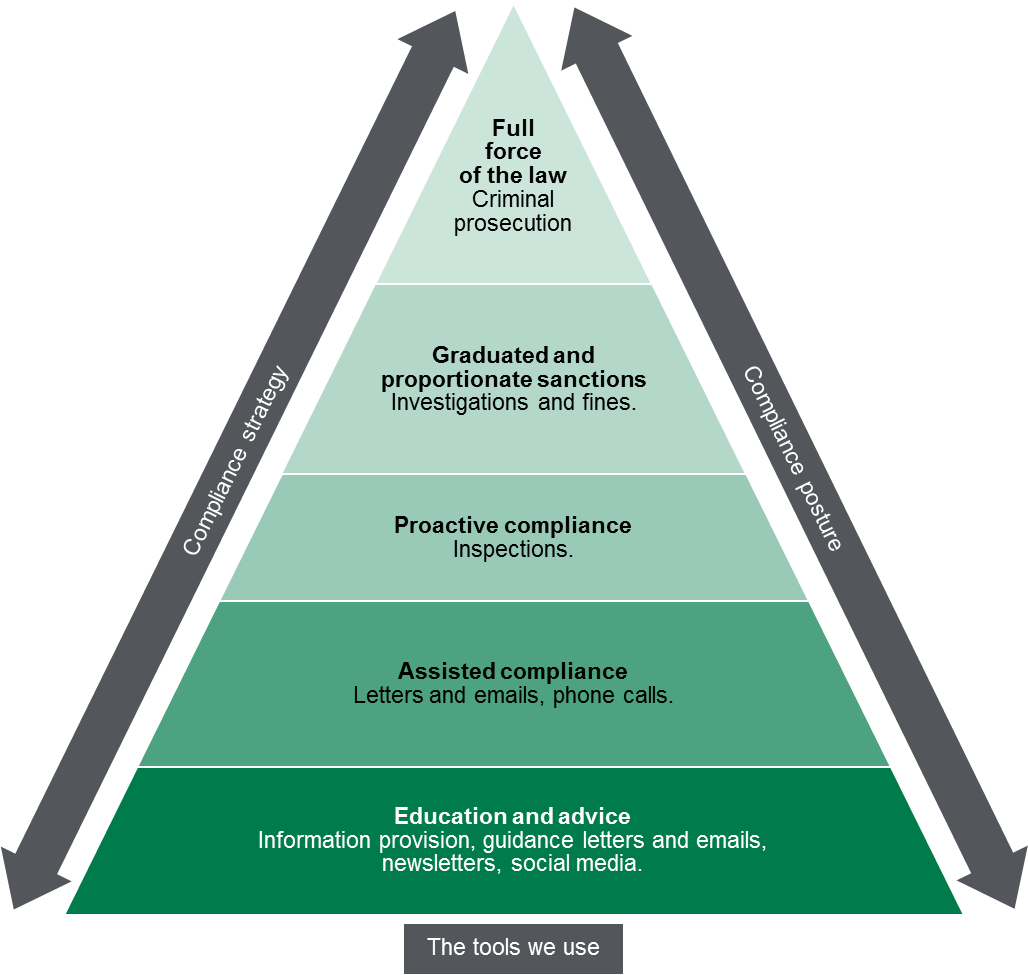 Full
force
of the law
Criminal
prosecution
Graduated and
proportionate sanctions
Investigations and fines.
Compliance strategy
Compliance posture
Proactive compliance
Inspections.
Assisted compliance
Letters and emails, phone calls.
Education and advice
Information provision, guidance letters and emails,
newsletters, social media.
The tools we use